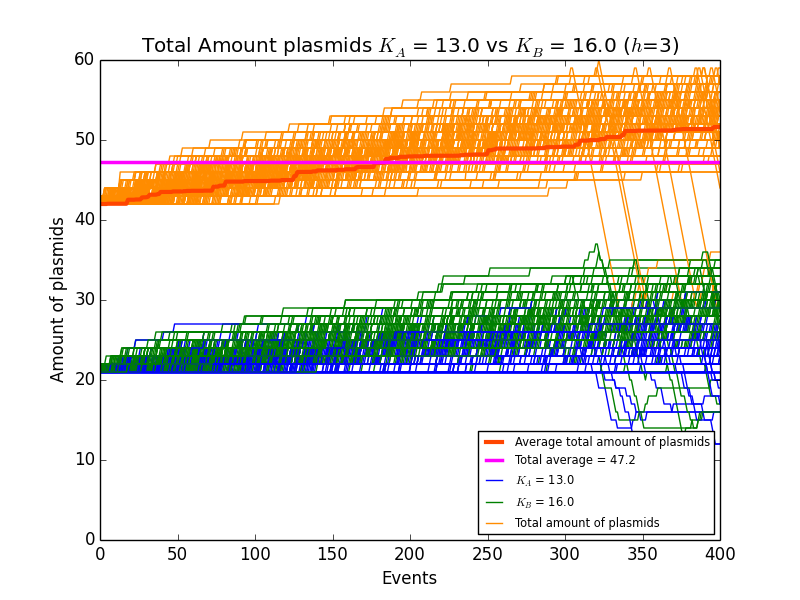 Total Amount plasmids K_A = 13.0 vs K_B = 16.0 (h=3)
60
50
40
30
20
10
0
Amount of plasmids
0 50 100 150 200 250 300 350 400
Events
Average total amount of plasmids
Total average = 47.2
K_A = 13.0
K_B = 16.0
Total amount of plasmids